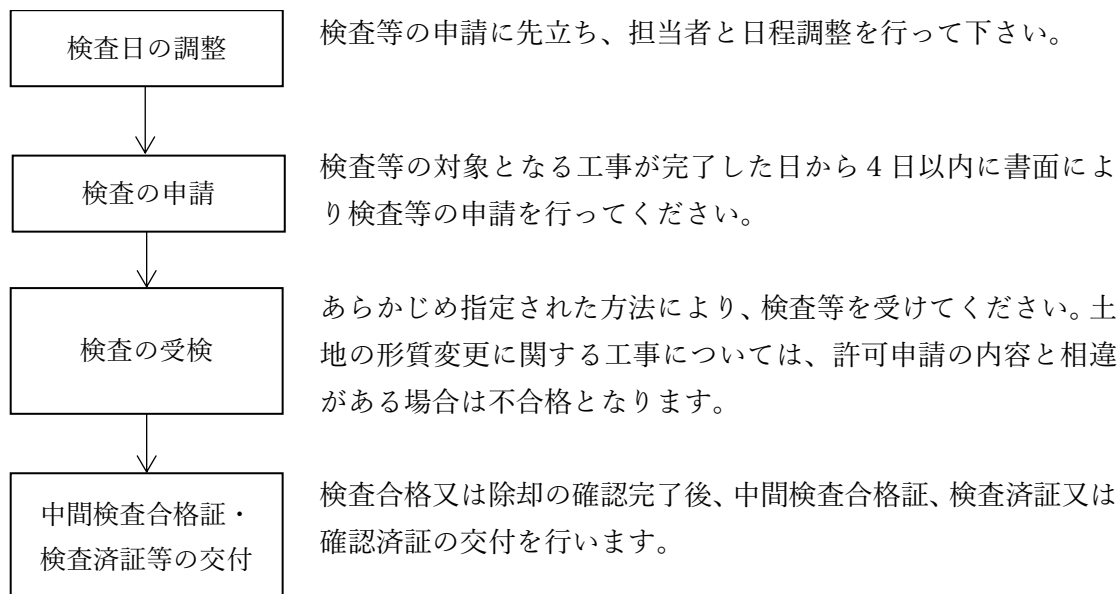 検査日の調整
検査等の申請に先立ち、担当者と日程調整を行って下さい。
検査の申請
検査等の対象となる工事が完了した日から４日以内に書面によ
り検査等の申請を行ってください。
検査の受検
あらかじめ指定された方法により、検査等を受けてください。土
地の形質変更に関する工事については、許可申請の内容と相違
がある場合は不合格となります。
中間検査合格証・
検査済証等の交付
検査合格又は除却の確認完了後、中間検査合格証、検査済証又は
確認済証の交付を行います。